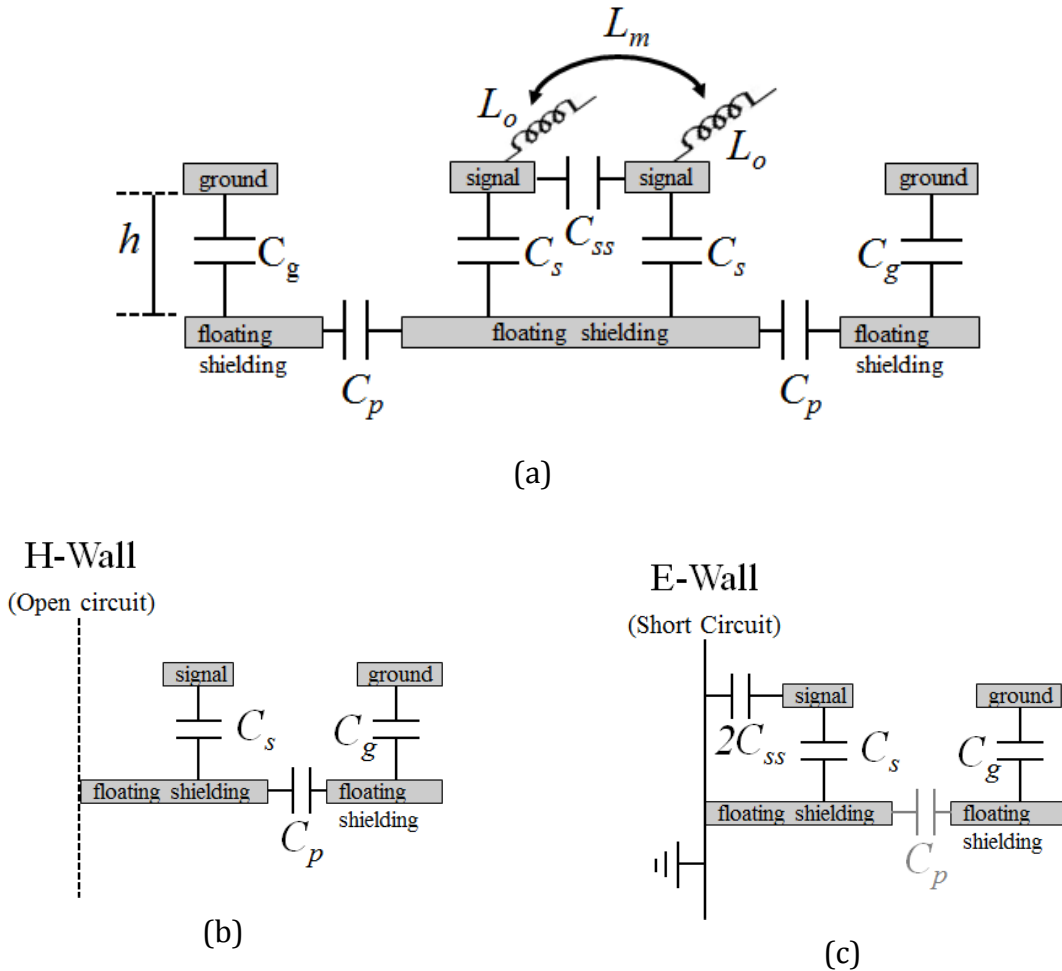 L_m
L_o
L_o
ground
signal
signal
ground
h
C_g
C_s
C_ss
C_s
C_g
floating
shielding
floating shielding
floating
shielding
C_p
C_p
(a)
H-Wall
(Open circuit)
signal
ground
C_s
C_g
floating shielding
floating
shielding
C_p
(b)
E-Wall
(Short Circuit)
signal
ground
2C_ss
C_s
C_g
floating shielding
floating
shielding
C_p
(c)